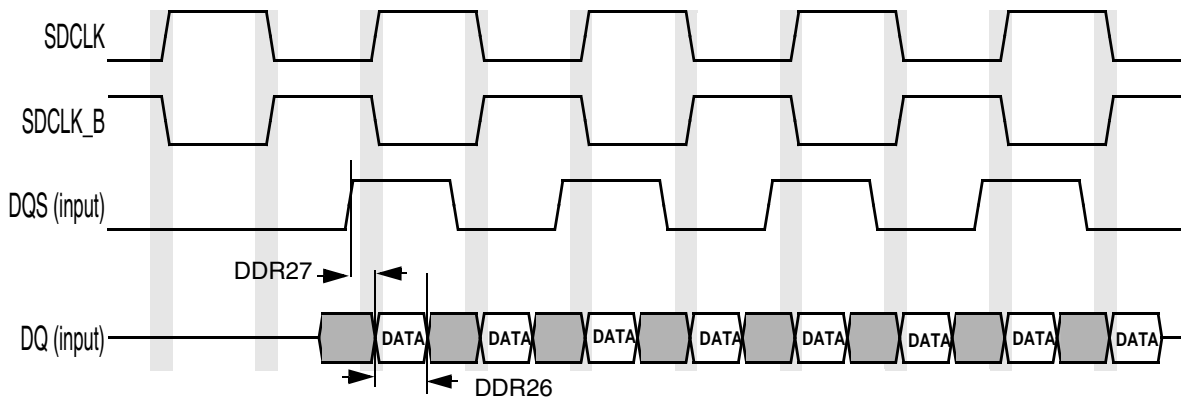 SDCLK
SDCLK_B
DQS (input)
DDR27
DQ (input)
DATA
DATA
DATA
DATA
DATA
DATA
DATA
DATA
DDR26